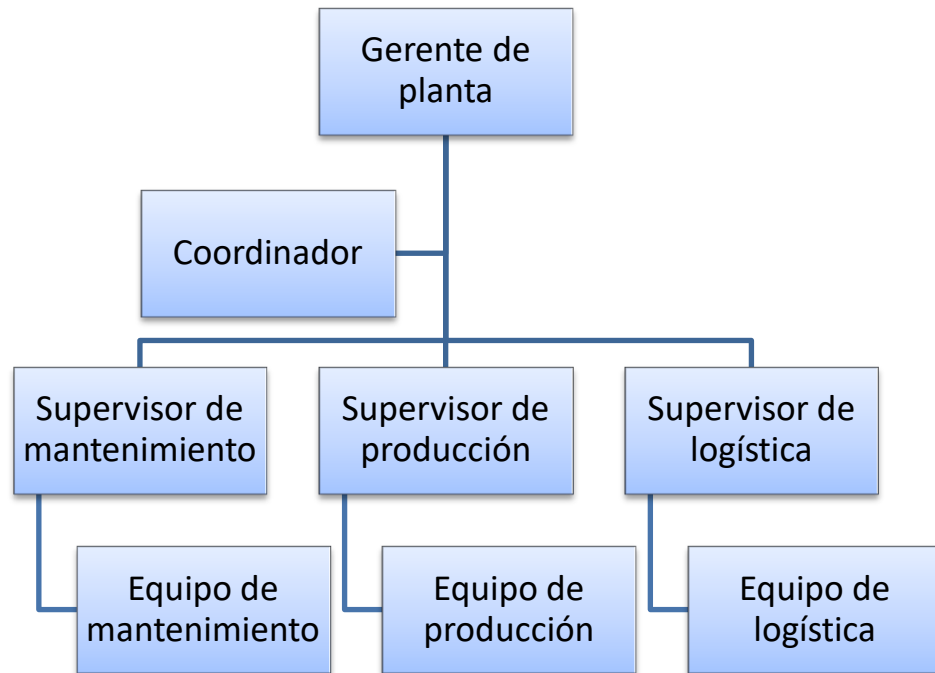 Gerente de
planta
Coordinador
Supervisor de
mantenimiento
Supervisor de
producción
Supervisor de
logística
Equipo de
mantenimiento
Equipo de
producción
Equipo de
logística